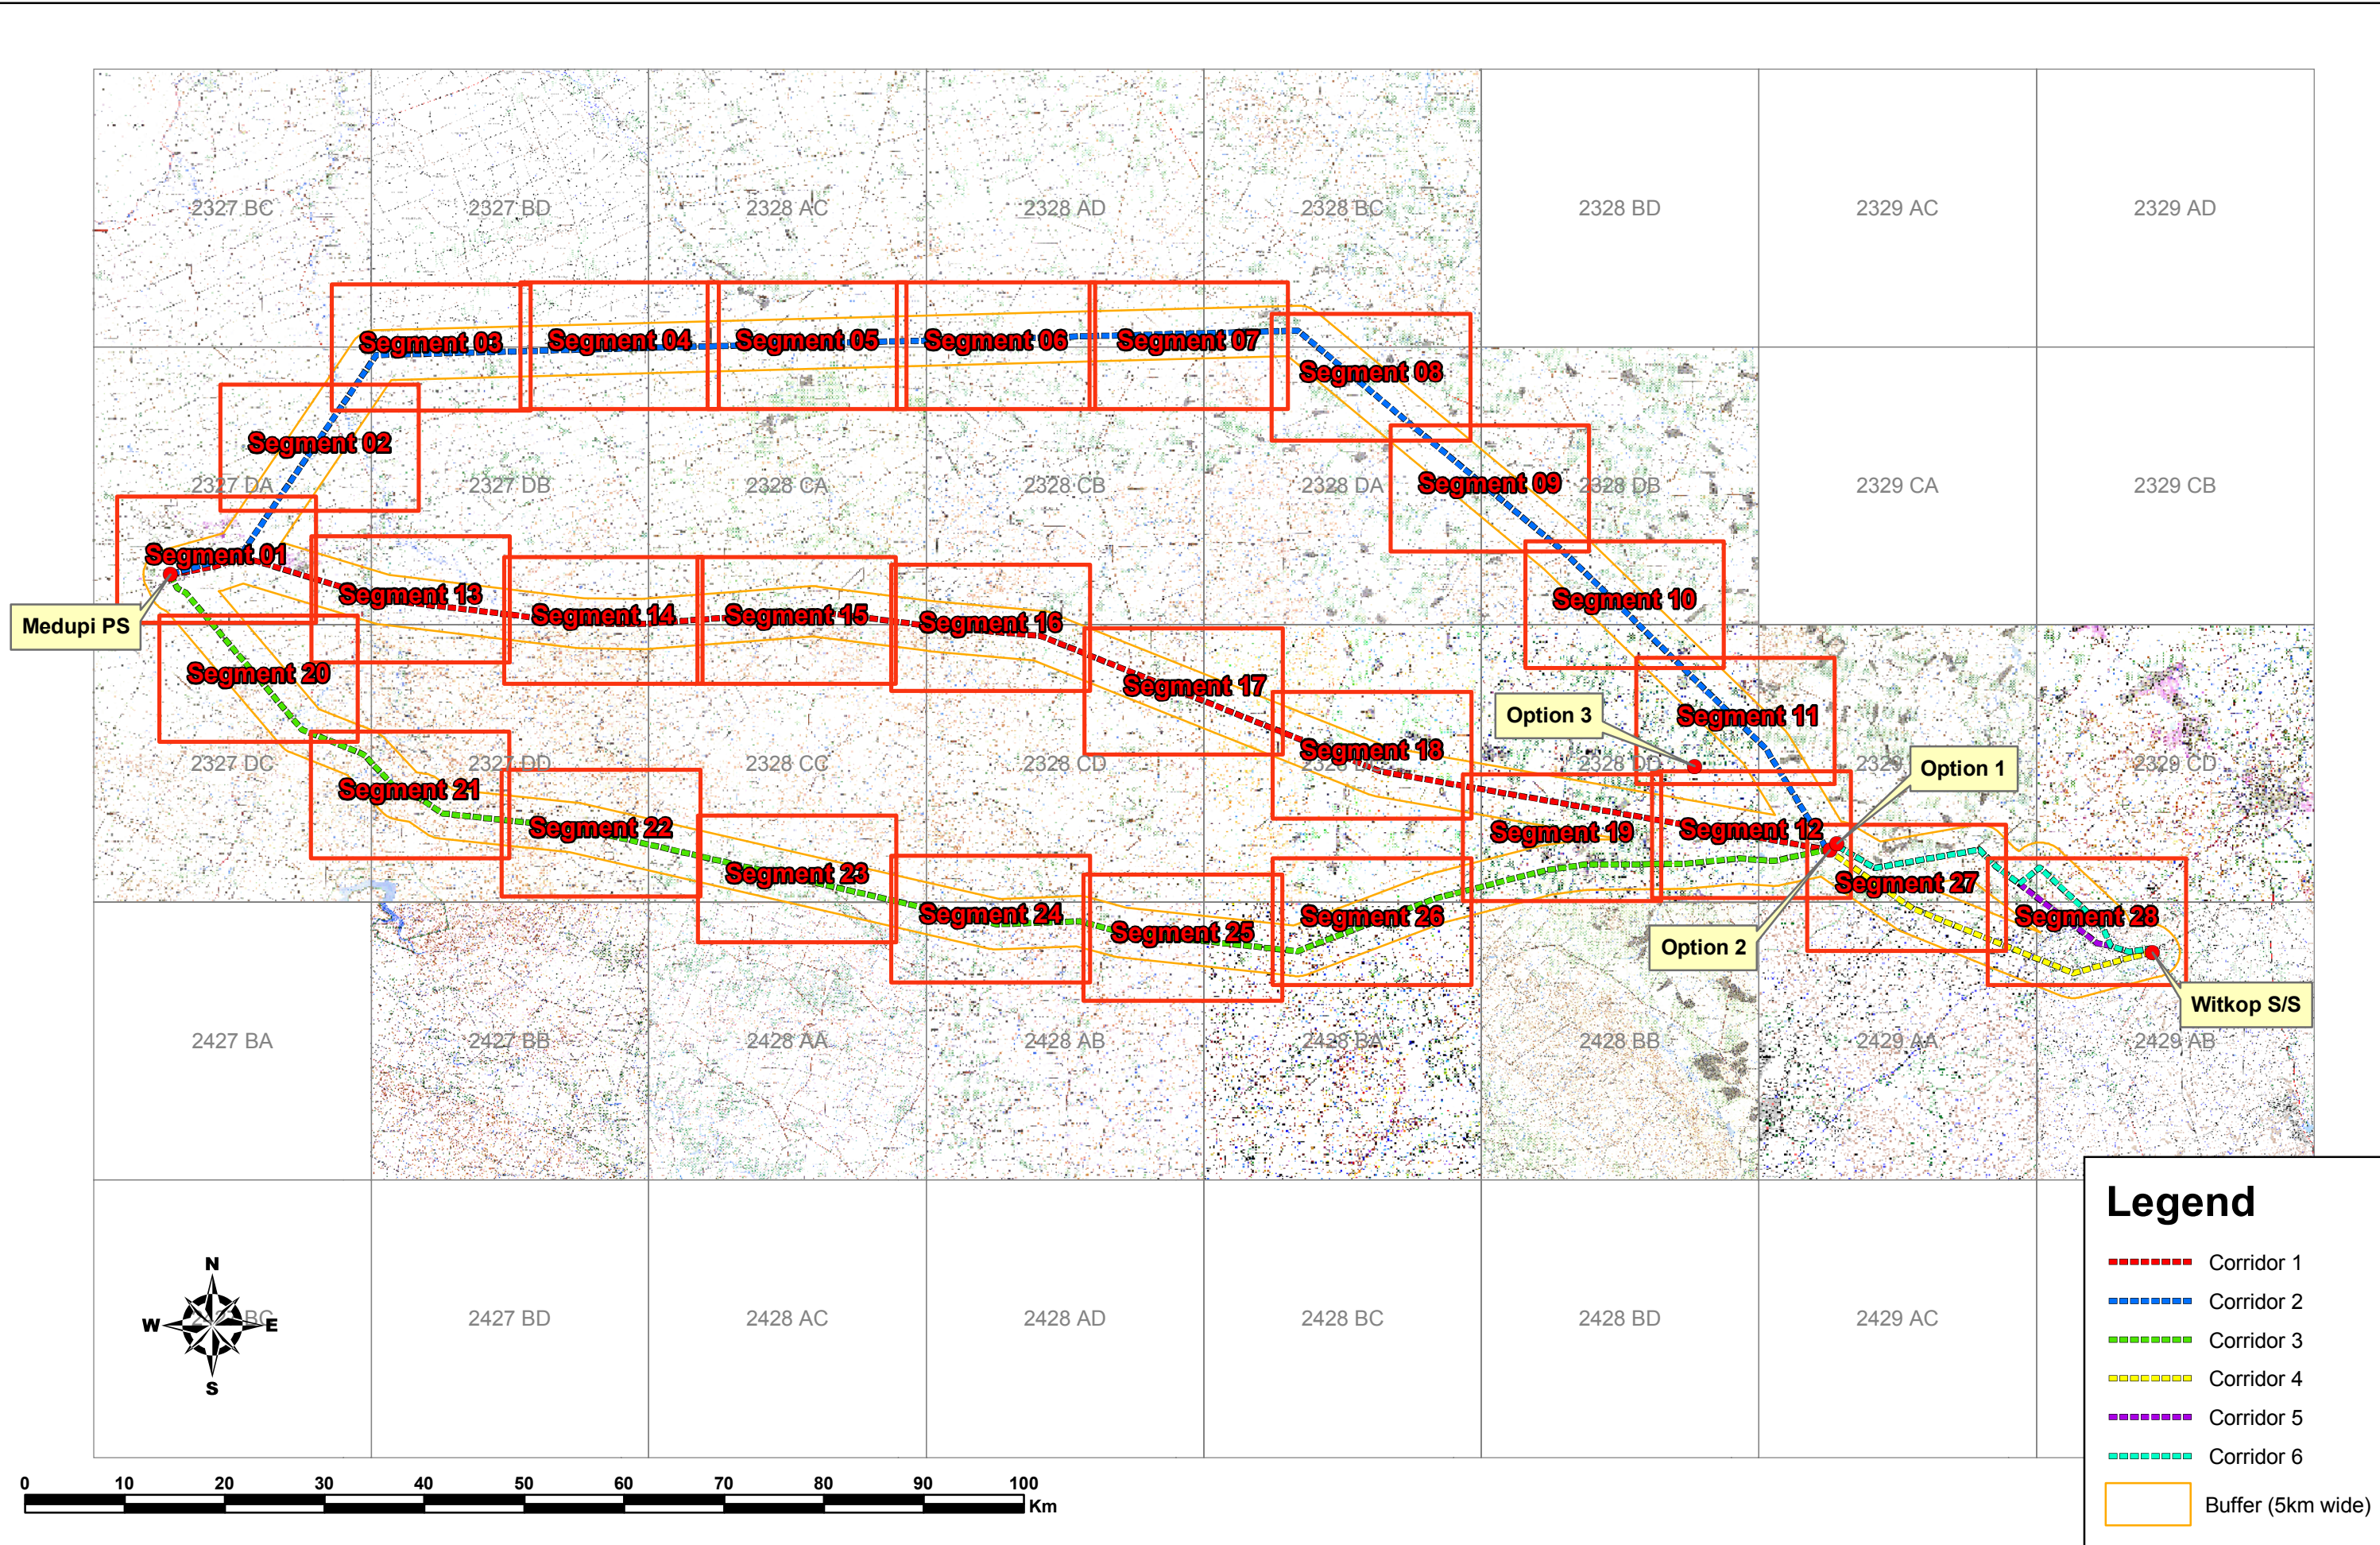 2327 BC
2327 BD
2328 AC
2328 AD
2328 BC
2328 BD
2329 AC
2329 AD
Segment 03
Segment 04
Segment 05
Segment 06
Segment 07
Segment 08
Segment 02
2327 DA
2327 DB
2328 CA
2328 CB
2328 DA
Segment 09
2328 DB
2329 CA
2329 CB
Segment 01
Segment 13
Segment 14
Segment 15
Segment 16
Segment 10
Medupi PS
Segment 20
Segment 17
Option 3
Segment 11
Segment 18
2327 DC
2327 DD
2328 CC
2328 CD
2328 DD
2329
Option 1
2329 CD
Segment 21
Segment 22
Segment 19
Segment 12
Segment 23
Segment 27
Segment 24
Segment 25
Segment 26
Segment 28
Option 2
Witkop S/S
2427 BA
2427 BB
2428 AA
2428 AB
2428 BA
2428 BB
2429 AA
2429 AB
N
W
E
S
BC
2427 BD
2428 AC
2428 AD
2428 BC
2428 BD
2429 AC
Legend
Corridor 1
Corridor 2
Corridor 3
Corridor 4
Corridor 5
Corridor 6
Buffer (5km wide)
0 10 20 30 40 50 60 70 80 90 100
Km